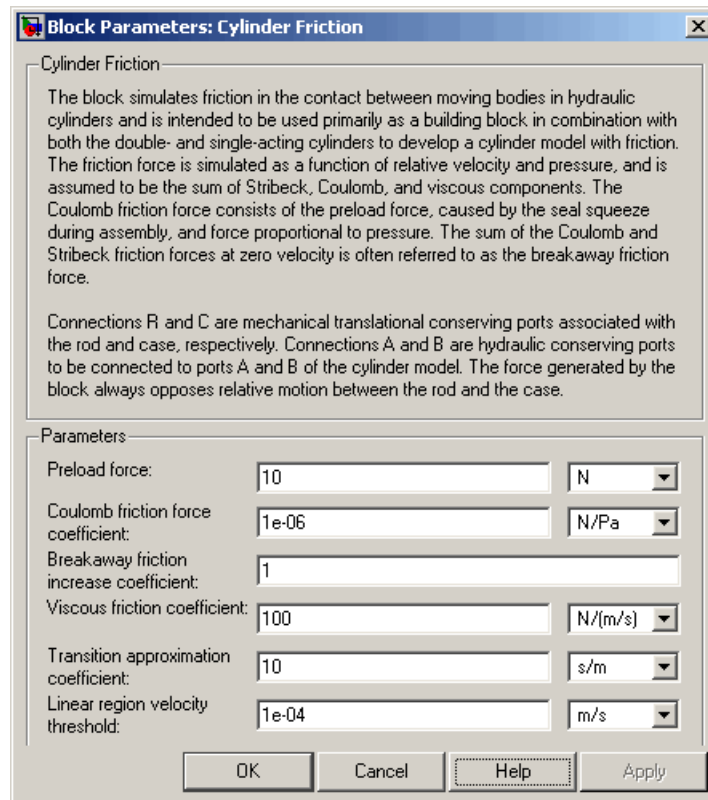 Block Parameters: Cylinder Friction
Cylinder Friction
The block simulates friction in the contact between moving bodies in hydraulic
cylinders and is intended to be used primarily as a building block in combination with
both the double- and single-acting cylinders to develop a cylinder model with friction.
The friction force is simulated as a function of relative velocity and pressure, and is
assumed to be the sum of Stribeck, Coulomb, and viscous components. The
Coulomb friction force consists of the preload force, caused by the seal squeeze
during assembly, and force proportional to pressure. The sum of the Coulomb and
Stribeck friction forces at zero velocity is often referred to as the breakaway friction
force.
Connections R and C are mechanical translational conserving ports associated with
the rod and case, respectively. Connections A and B are hydraulic conserving ports
to be connected to ports A and B of the cylinder model. The force generated by the
block always opposes relative motion between the rod and the case.
Parameters
Preload force: 10 N
Coulomb friction force
coefficient: 1e-06 N/Pa
Breakaway friction
increase coefficient: 1
Viscous friction coefficient: 100 N/(m/s)
Transition approximation
coefficient: 10 s/m
Linear region velocity
threshold: 1e-04 m/s
OK Cancel Help Apply